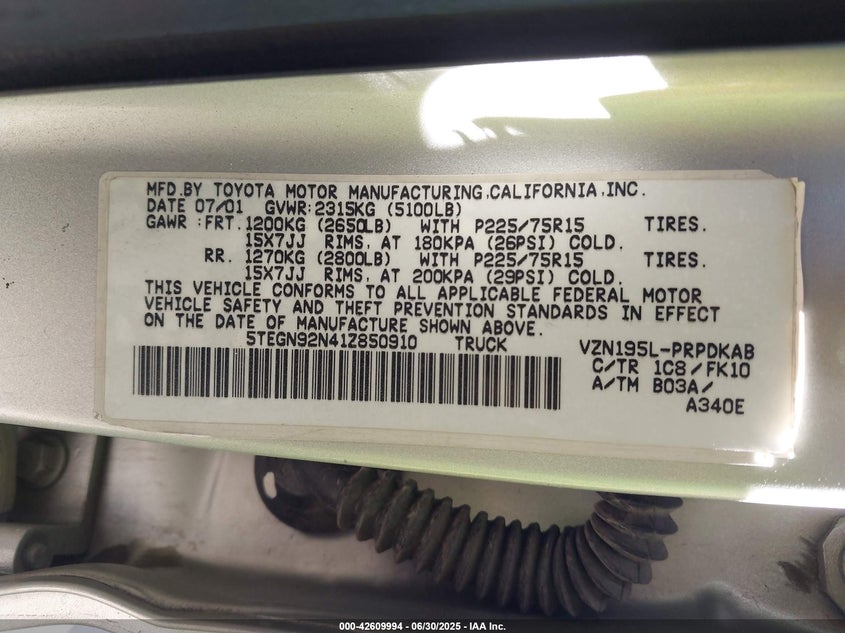 MFD.BY TOYOTA MOTOR MANUFACTURING,CALIFORNIA,INC.
DATE 07/01 GVWR:2315KG (5100LB)
GAWR :FRT. 1200KG (2650LB) WITH P225/75R15 TIRES.
15X7JJ RIMS, AT 180KPA (26PSI) COLD.
RR. 1270KG (2800LB) WITH P225/75R15 TIRES.
15X7JJ RIMS, AT 200KPA (29PSI) COLD.
THIS VEHICLE CONFORMS TO ALL APPLICABLE FEDERAL MOTOR
VEHICLE SAFETY AND THEFT PREVENTION STANDARDS IN EFFECT
ON THE DATE OF MANUFACTURE SHOWN ABOVE.
5TEGN92N41Z850910 TRUCK VZN195L-PRPDKAB
C/TR 1C8/FK10
A/TM B03A/
A340E
000-42609994 - 06/30/2025 - IAA Inc.